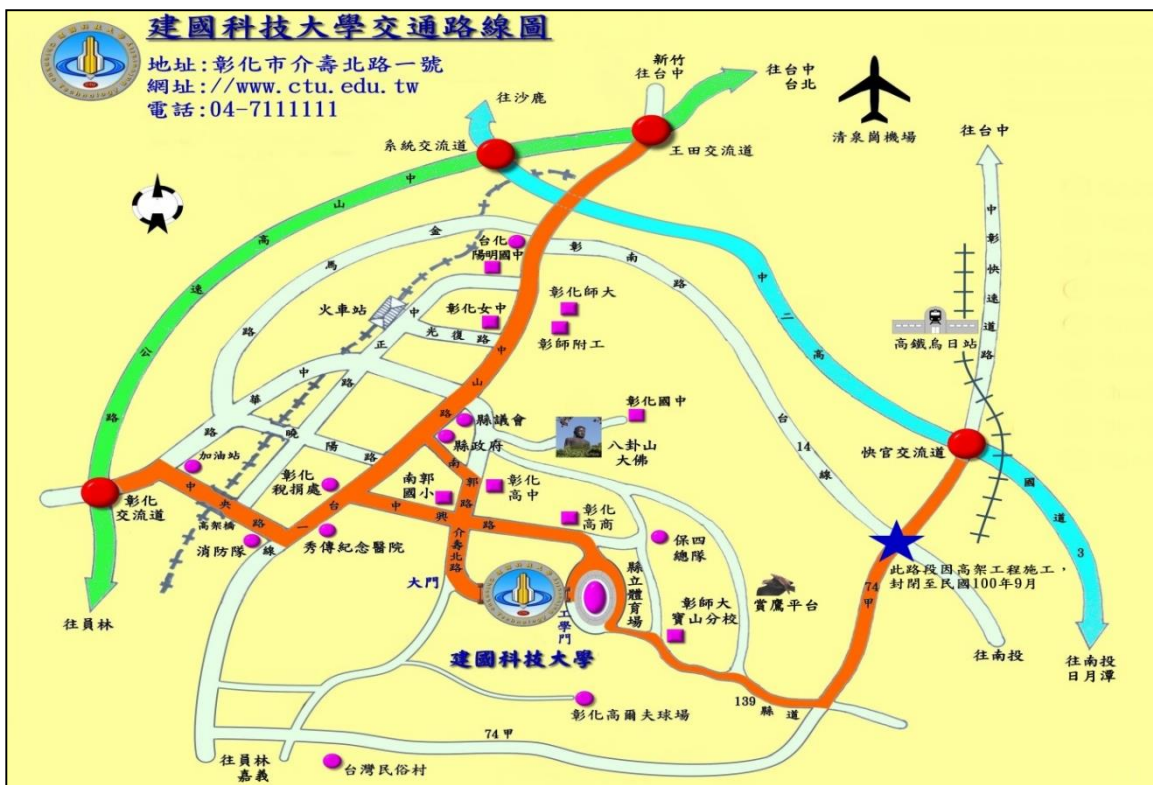 建國科技大學交通路線圖
地址:彰化市介壽北路一號
網址://www.ctu.edu.tw
電話:04-7111111
新竹
往台中
往台中
台北
往沙鹿
系統交流道
王田交流道
清泉崗機場
往台中
中山高速公路
金馬路
台化
陽明國中
彰南路
中二高
中彰快速道路
火車站
彰化女中
光復路
中正路
彰化師大
彰師附工
中山路
高鐵烏日站
中華路
曉陽路
縣議會
縣政府
彰化國中
八卦山
大佛
台14線
快官交流道
加油站
彰化
交流道
中央路
高架橋
消防隊
彰化
稅捐處
台一線
秀傳紀念醫院
南郭
國小
南郭路
彰化
高中
中興路
彰化
高商
保四
總隊
國道3
此路段因高架工程施工，
封閉至民國100年9月
介壽北路
大門
工學門
縣立體育場
彰師大
寶山分校
賞鷹平台
74甲
建國科技大學
往員林
往南投
往南投
日月潭
139縣道
彰化高爾夫球場
74甲
往員林
嘉義
台灣民俗村